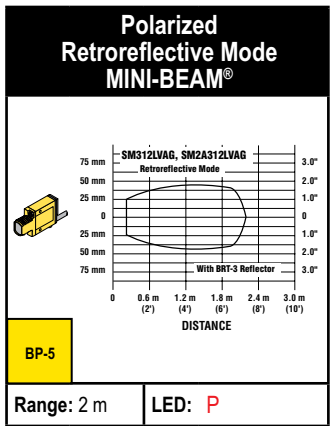 Polarized
Retroreflective Mode
MINI-BEAM®
SM312LVAG, SM2A312LVAG
Retroreflective Mode
75 mm 3.0"
50 mm 2.0"
25 mm 1.0"
0 0
25 mm 1.0"
50 mm 2.0"
75 mm 3.0"
With BRT-3 Reflector
0 0.6 m 1.2 m 1.8 m 2.4 m 3.0 m
(2') (4') (6') (8') (10')
DISTANCE
BP-5
Range: 2 m LED: P